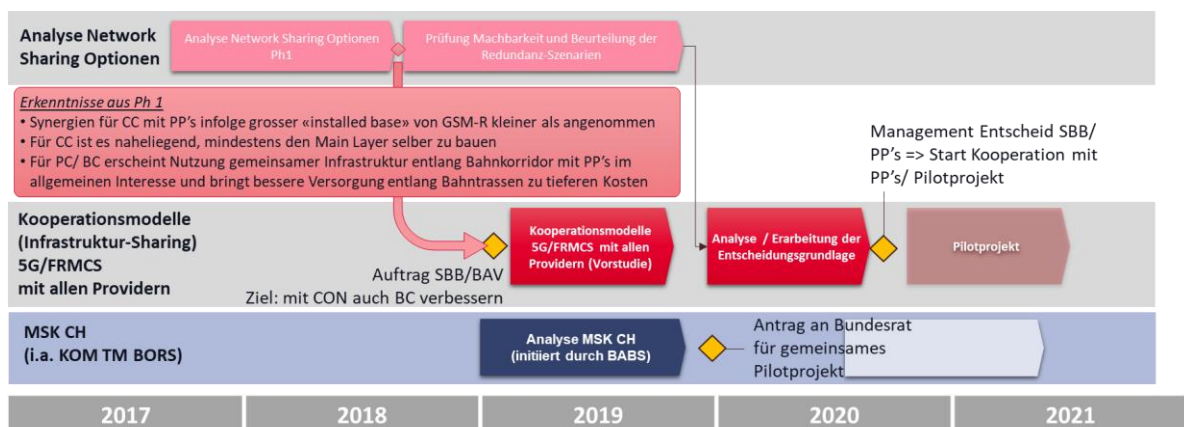 Analyse Network
Sharing Optionen
Analyse Network Sharing Optionen
Ph1
Prüfung Machbarkeit und Beurteilung der
Redundanz-Szenarien
Erkenntnisse aus Ph 1
• Synergien für CC mit PP's infolge grosser «installed base» von GSM-R kleiner als angenommen
• Für CC ist es naheliegend, mindestens den Main Layer selber zu bauen
• Für PC/ BC erscheint Nutzung gemeinsamer Infrastruktur entlang Bahnkorridor mit PP's im
allgemeinen Interesse und bringt bessere Versorgung entlang Bahntrassen zu tieferen Kosten
Management Entscheid SBB/
PP's => Start Kooperation mit
PP's/ Pilotprojekt
Kooperationsmodelle
(Infrastruktur-Sharing)
5G/FRMCS
mit allen Providern
Auftrag SBB/BAV
Ziel: mit CON auch BC verbessern
Kooperationsmodelle
5G/FRMCS mit allen
Providern (Vorstudie)
Analyse / Erarbeitung der
Entscheidungsgrundlage
Pilotprojekt
MSK CH
(i.a. KOM TM BORS)
Analyse MSK CH
(initiiert durch BABS)
Antrag an Bundesrat
für gemeinsames
Pilotprojekt
2017
2018
2019
2020
2021